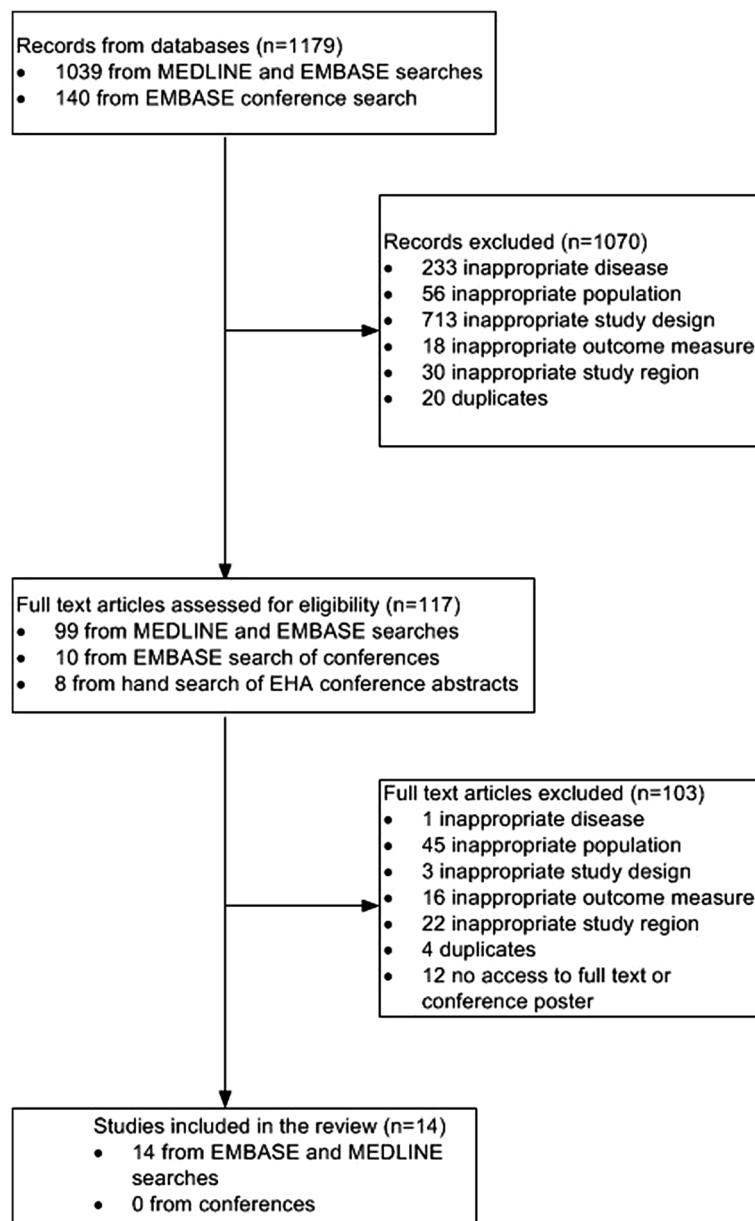 Records from databases (n=1179)
• 1039 from MEDLINE and EMBASE searches
• 140 from EMBASE conference search
Records excluded (n=1070)
• 233 inappropriate disease
• 56 inappropriate population
• 713 inappropriate study design
• 18 inappropriate outcome measure
• 30 inappropriate study region
• 20 duplicates
Full text articles assessed for eligibility (n=117)
• 99 from MEDLINE and EMBASE searches
• 10 from EMBASE search of conferences
• 8 from hand search of EHA conference abstracts
Full text articles excluded (n=103)
• 1 inappropriate disease
• 45 inappropriate population
• 3 inappropriate study design
• 16 inappropriate outcome measure
• 22 inappropriate study region
• 4 duplicates
• 12 no access to full text or
conference poster
Studies included in the review (n=14)
• 14 from EMBASE and MEDLINE
searches
• 0 from conferences